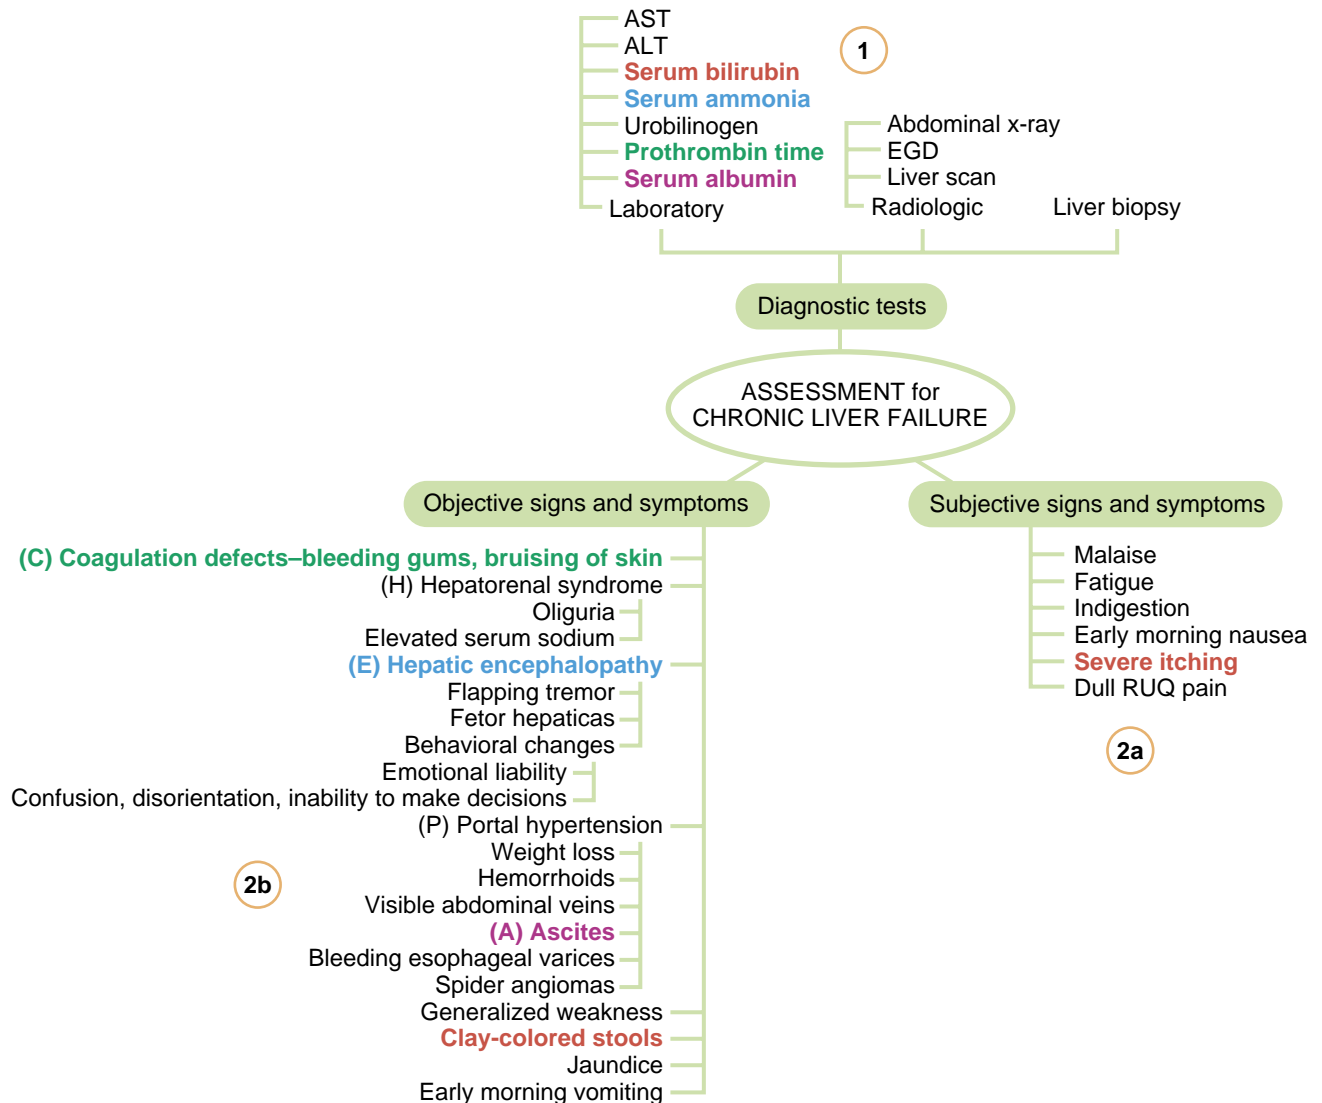 AST
ALT
1
Serum bilirubin
Serum ammonia
Urobilinogen
Prothrombin time
Serum albumin
Laboratory
Abdominal x-ray
EGD
Liver scan
Radiologic
Liver biopsy
Diagnostic tests
ASSESSMENT for
CHRONIC LIVER FAILURE
Objective signs and symptoms
(C) Coagulation defects–bleeding gums, bruising of skin
(H) Hepatorenal syndrome
Oliguria
Elevated serum sodium
(E) Hepatic encephalopathy
Flapping tremor
Fetor hepaticas
Behavioral changes
Emotional liability
Confusion, disorientation, inability to make decisions
(P) Portal hypertension
Weight loss
2b
Hemorrhoids
Visible abdominal veins
(A) Ascites
Bleeding esophageal varices
Spider angiomas
Generalized weakness
Clay-colored stools
Jaundice
Early morning vomiting
Subjective signs and symptoms
Malaise
Fatigue
Indigestion
Early morning nausea
Severe itching
Dull RUQ pain
2a